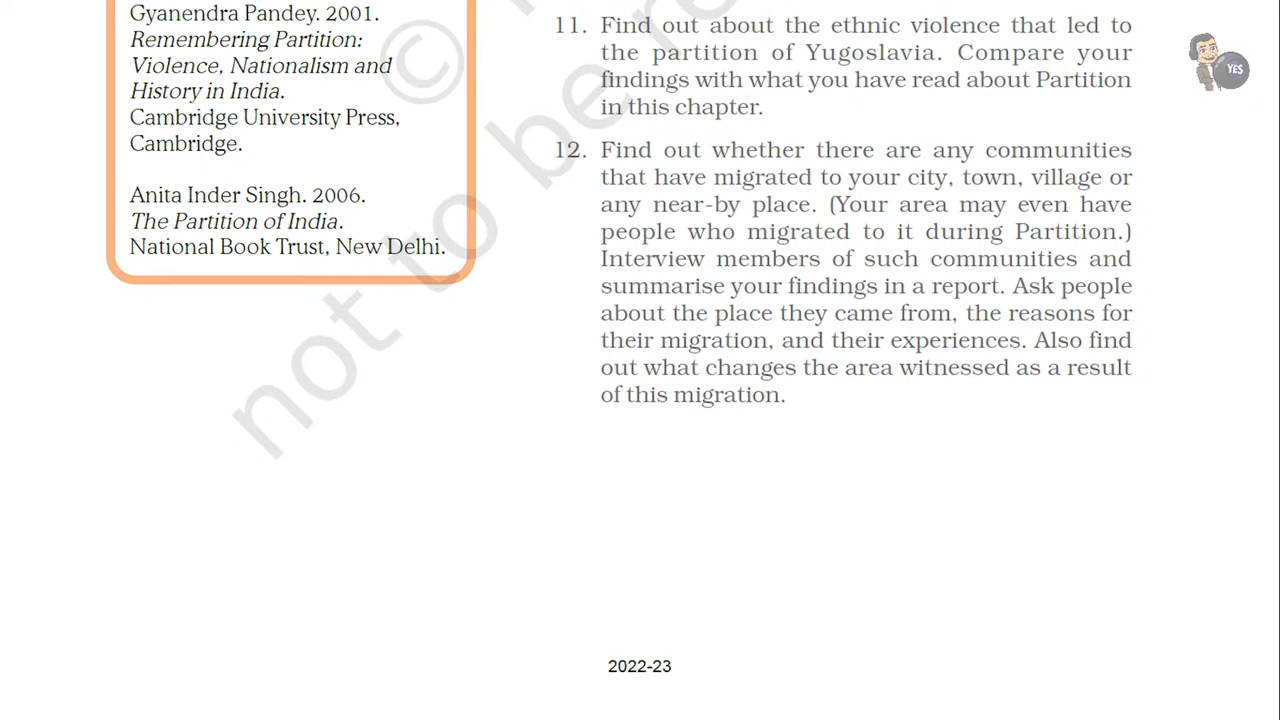 Gyanendra Pandey. 2001.
Remembering Partition:
Violence, Nationalism and
History in India.
Cambridge University Press,
Cambridge.
Anita Inder Singh. 2006.
The Partition of India.
National Book Trust, New Delhi.
11. Find out about the ethnic violence that led to
the partition of Yugoslavia. Compare your
findings with what you have read about Partition
in this chapter.
12. Find out whether there are any communities
that have migrated to your city, town, village or
any near-by place. (Your area may even have
people who migrated to it during Partition.)
Interview members of such communities and
summarise your findings in a report. Ask people
about the place they came from, the reasons for
their migration, and their experiences. Also find
out what changes the area witnessed as a result
of this migration.
©
not to be re
YES
2022-23